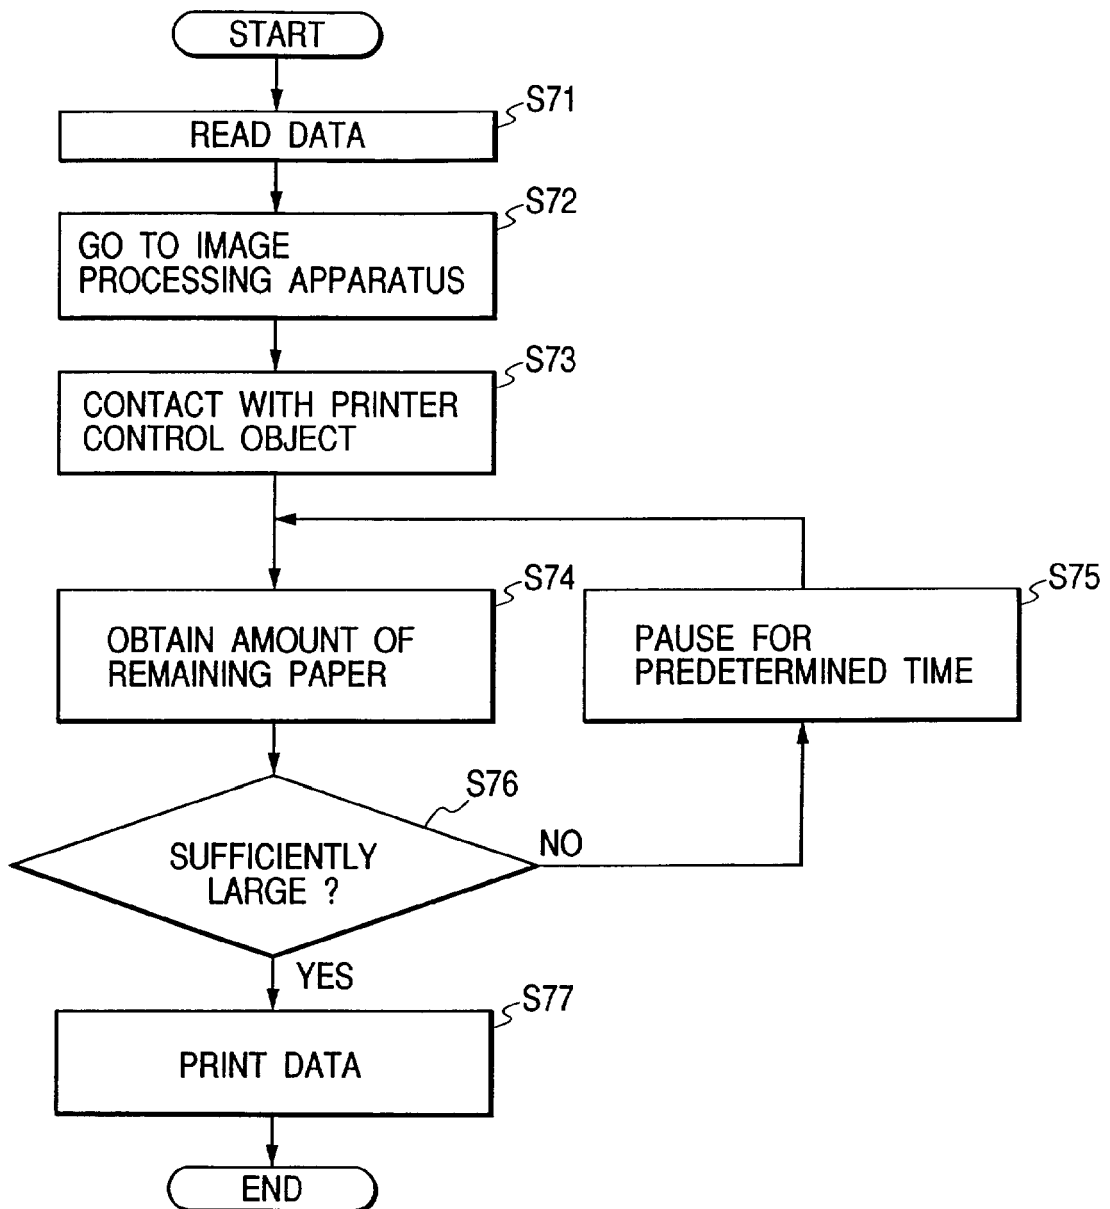 START
S71
READ DATA
S72
GO TO IMAGE
PROCESSING APPARATUS
S73
CONTACT WITH PRINTER
CONTROL OBJECT
S74
OBTAIN AMOUNT OF
REMAINING PAPER
S75
PAUSE FOR
PREDETERMINED TIME
S76
SUFFICIENTLY
LARGE ?
NO
YES
S77
PRINT DATA
END